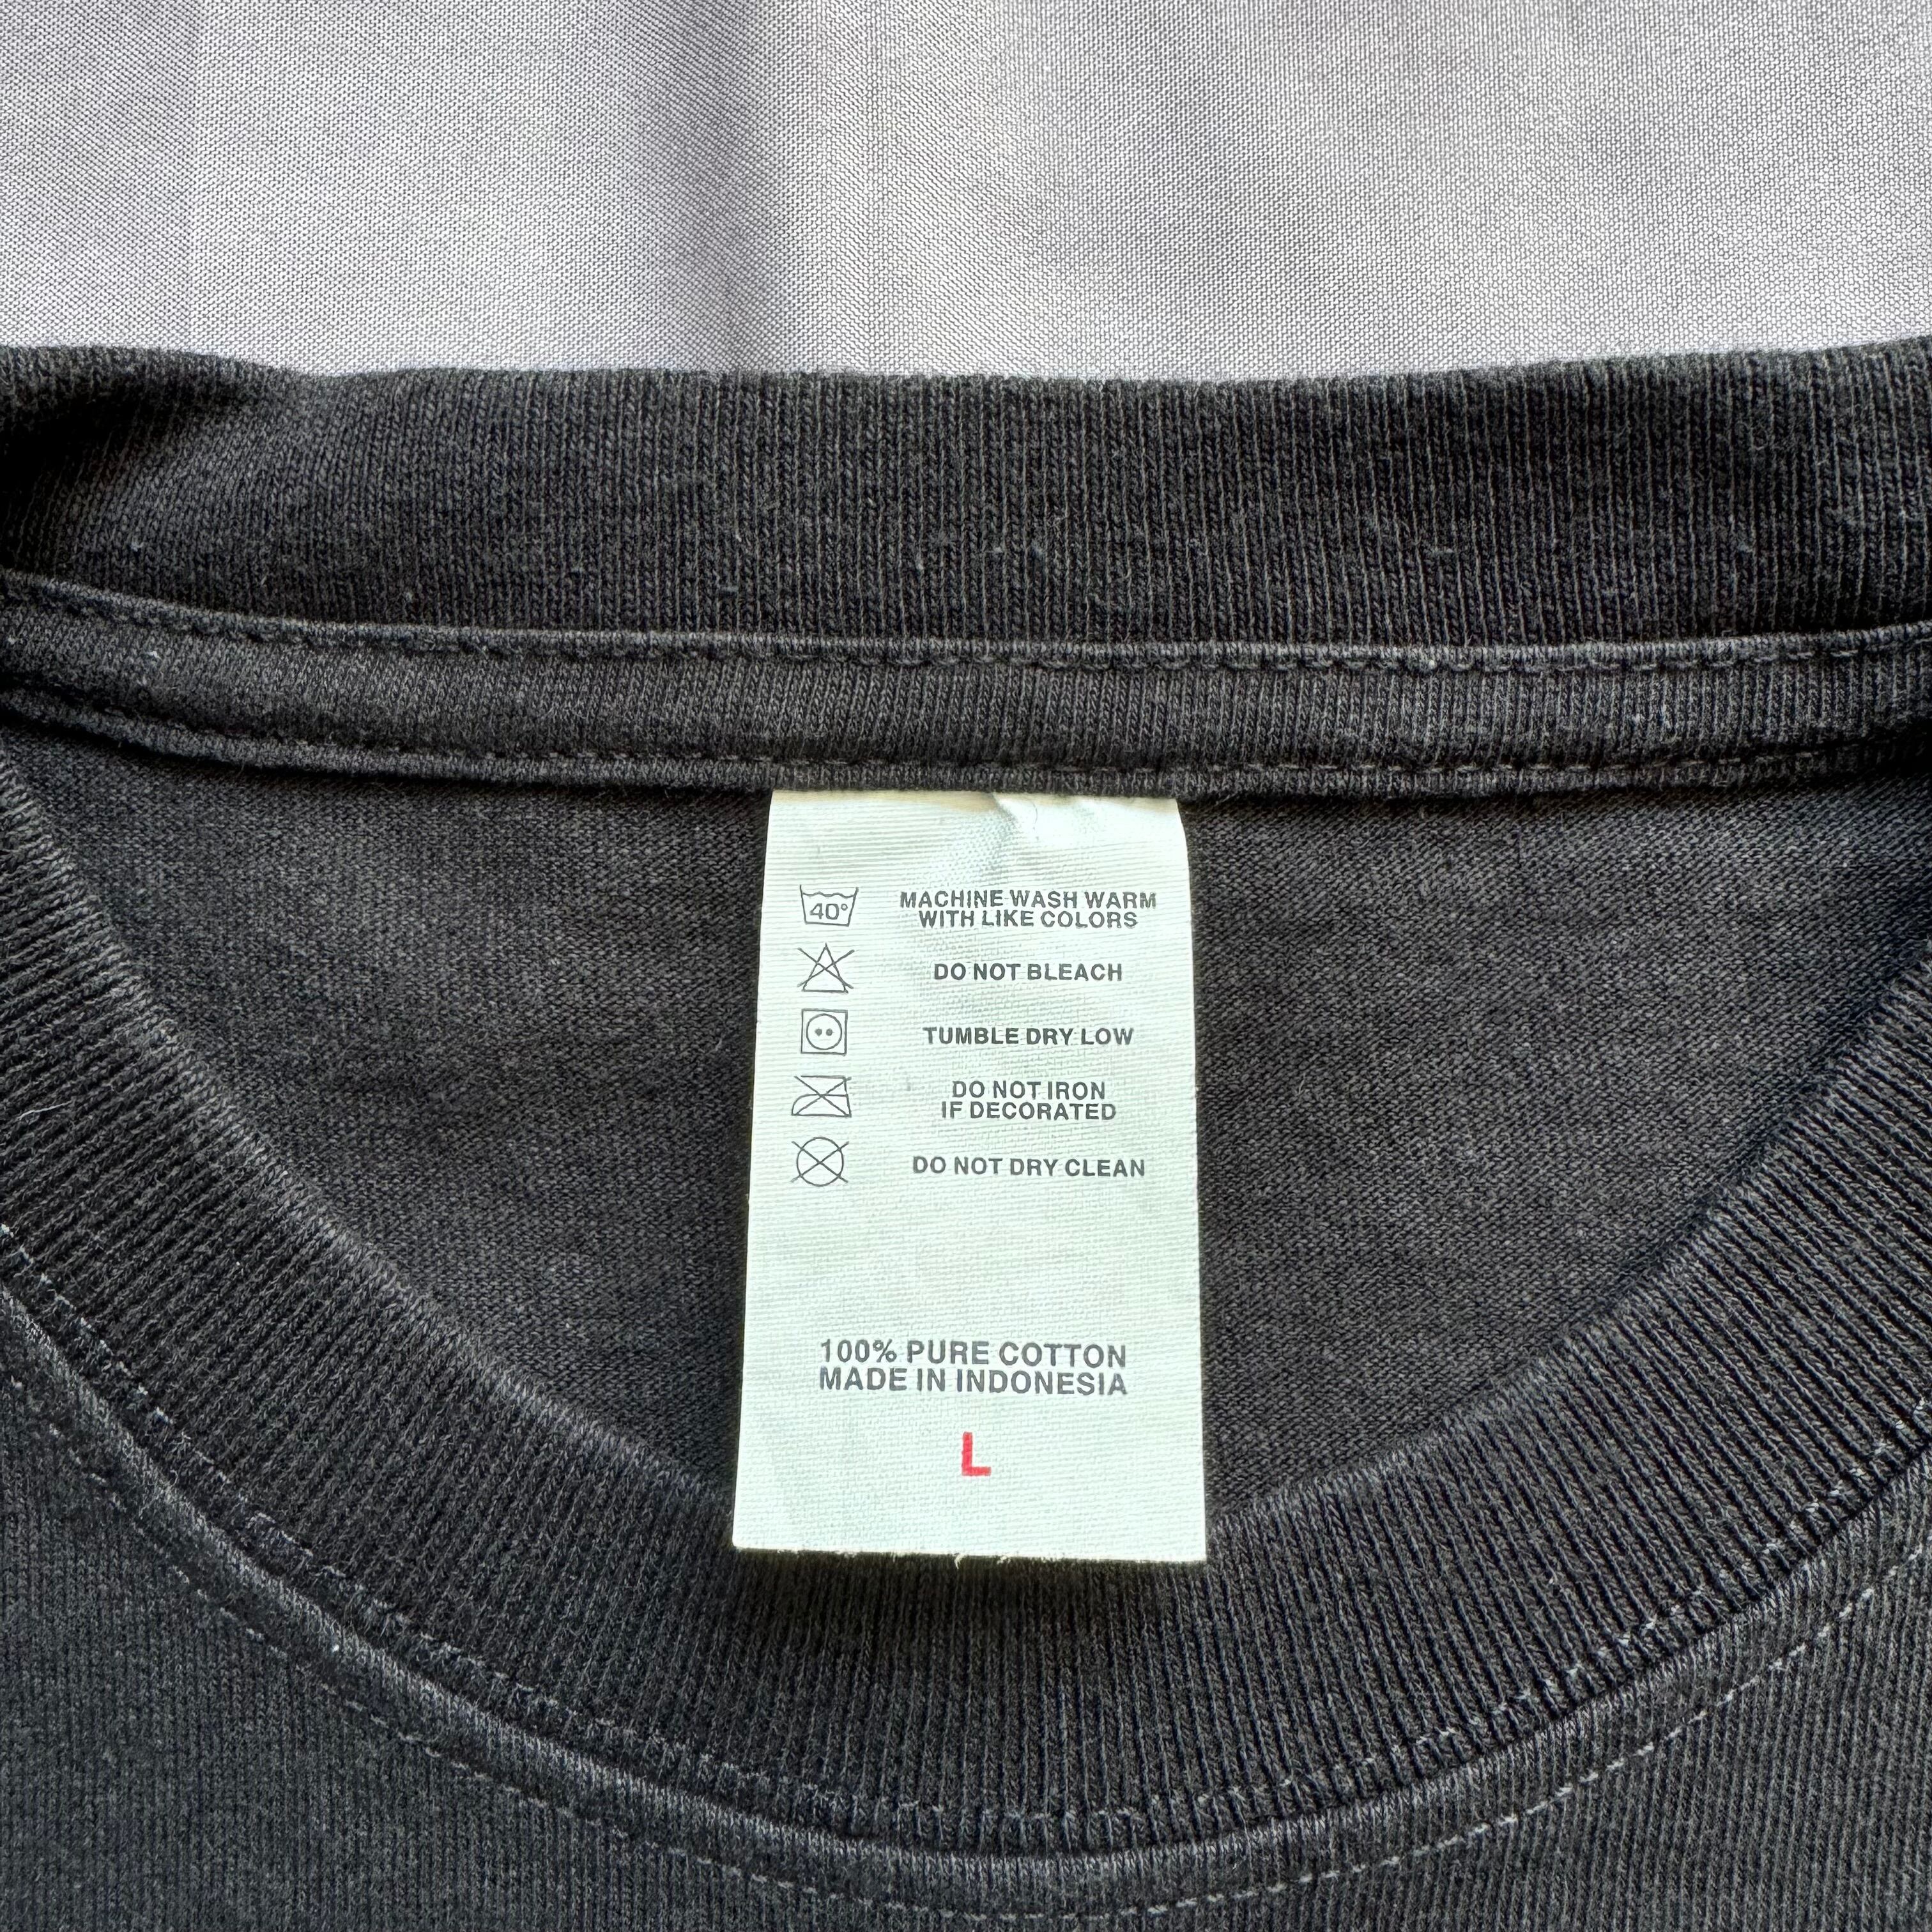 40°
MACHINE WASH WARM
WITH LIKE COLORS
DO NOT BLEACH
TUMBLE DRY LOW
DO NOT IRON
IF DECORATED
DO NOT DRY CLEAN
100% PURE COTTON
MADE IN INDONESIA
L